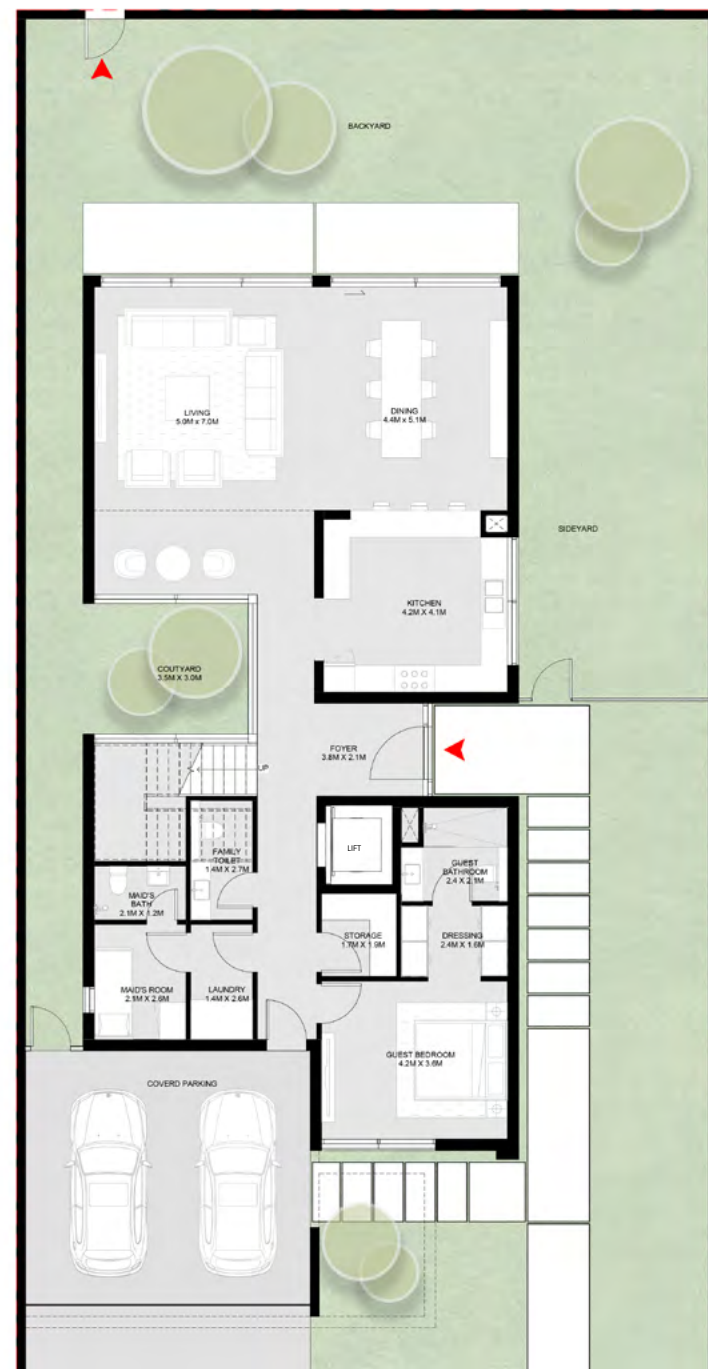 BACKYARD
LIVING
5.0M x 7.0M
DINING
4.4M x 5.1M
SIDEYARD
KITCHEN
4.2M X 4.1M
COUTYARD
3.5M X 3.0M
FOYER
3.8M X 2.1M
LIFT
FAMILY
TOILET
1.4M X 2.7M
GUEST
BATHROOM
2.4 X 2.1M
MAID'S
BATH
2.1M X 1.2M
STORAGE
1.7M X 1.9M
DRESSING
2.4M X 1.6M
MAID'S ROOM
2.1M X 2.6M
LAUNDRY
1.4M X 2.6M
GUEST BEDROOM
4.2M X 3.6M
COVERD PARKING